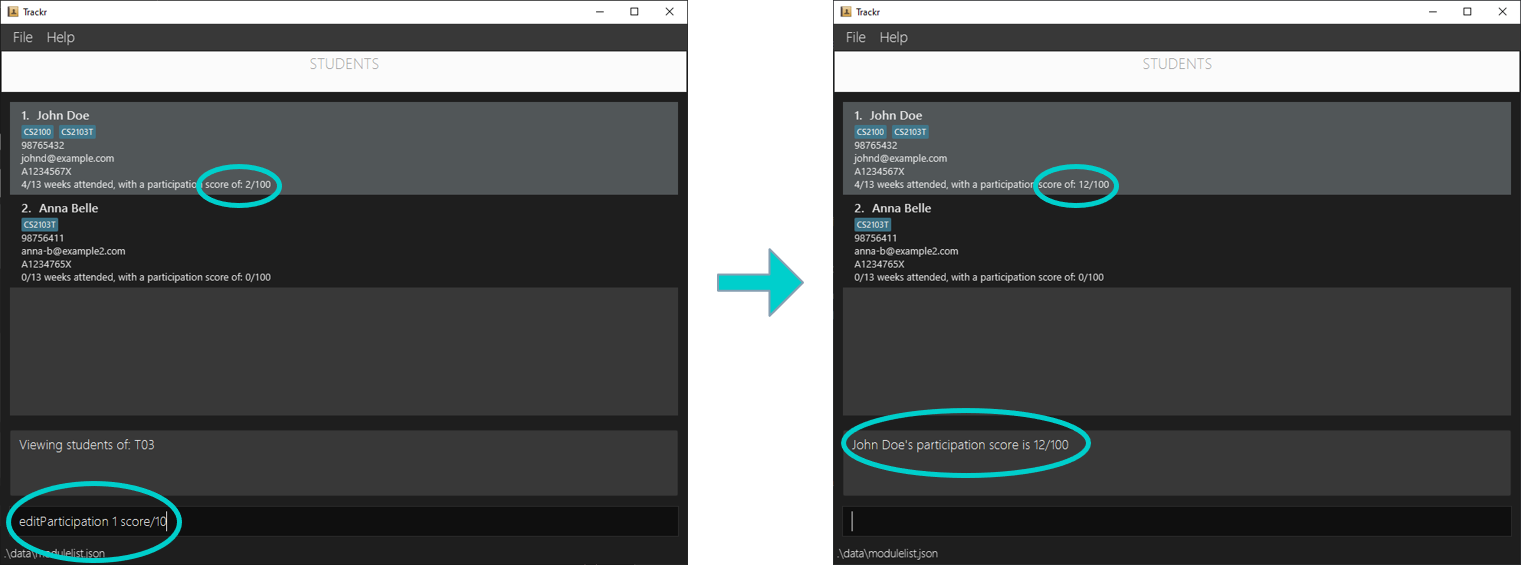 Trackr
File Help
STUDENTS
1. John Doe
CS2100 CS2103T
98765432
johnd@example.com
A1234567X
4/13 weeks attended, with a participation score of: 2/100
2. Anna Belle
CS2103T
98756411
anna-b@example2.com
A1234765X
0/13 weeks attended, with a participation score of: 0/100
Viewing students of: T03
editParticipation 1 score/10
.\data\modulelist.json
Trackr
File Help
STUDENTS
1. John Doe
CS2100 CS2103T
98765432
johnd@example.com
A1234567X
4/13 weeks attended, with a participation score of: 12/100
2. Anna Belle
CS2103T
98756411
anna-b@example2.com
A1234765X
0/13 weeks attended, with a participation score of: 0/100
John Doe's participation score is 12/100
.\data\modulelist.json